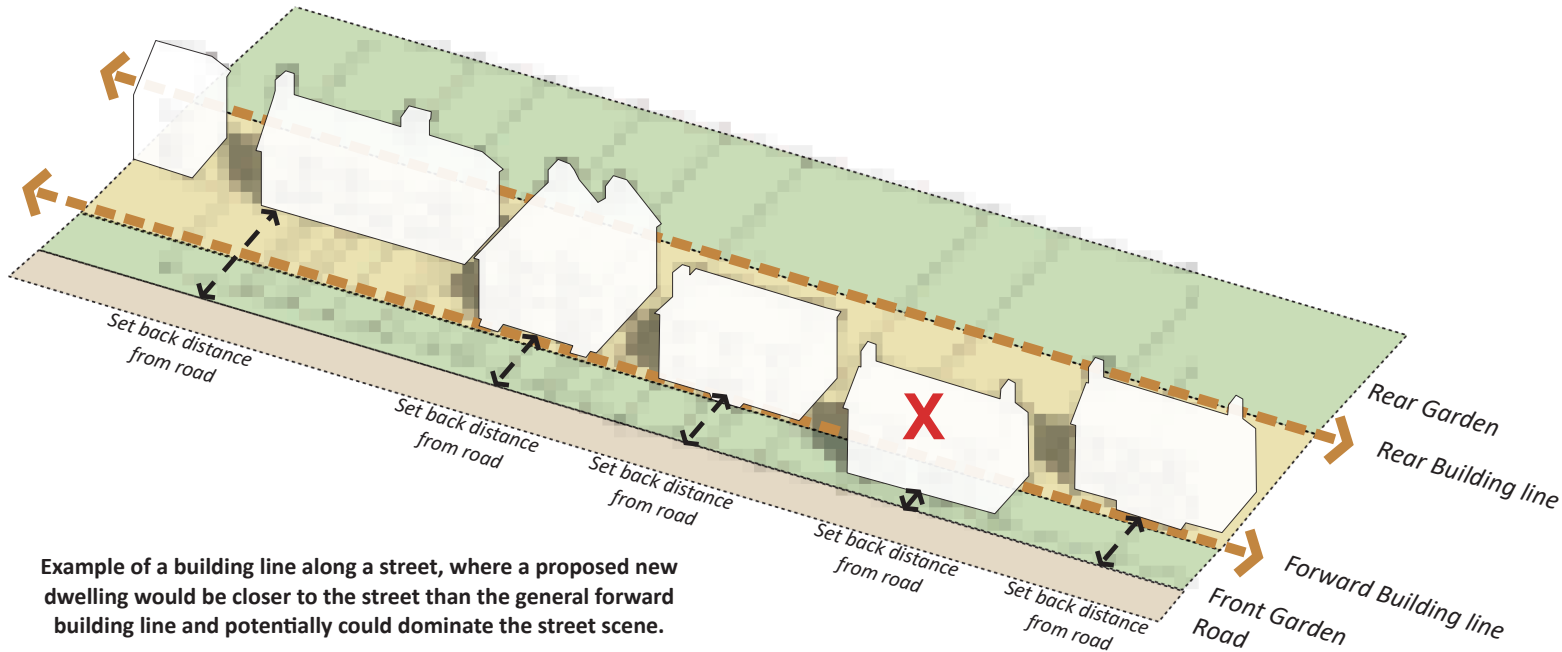 Set back distance
from road
Set back distance
from road
Set back distance
from road
Set back distance
from road
Set back distance
from road
X
Rear Garden
Rear Building line
Forward Building line
Front Garden
Road
Example of a building line along a street, where a proposed new
dwelling would be closer to the street than the general forward
building line and potentially could dominate the street scene.